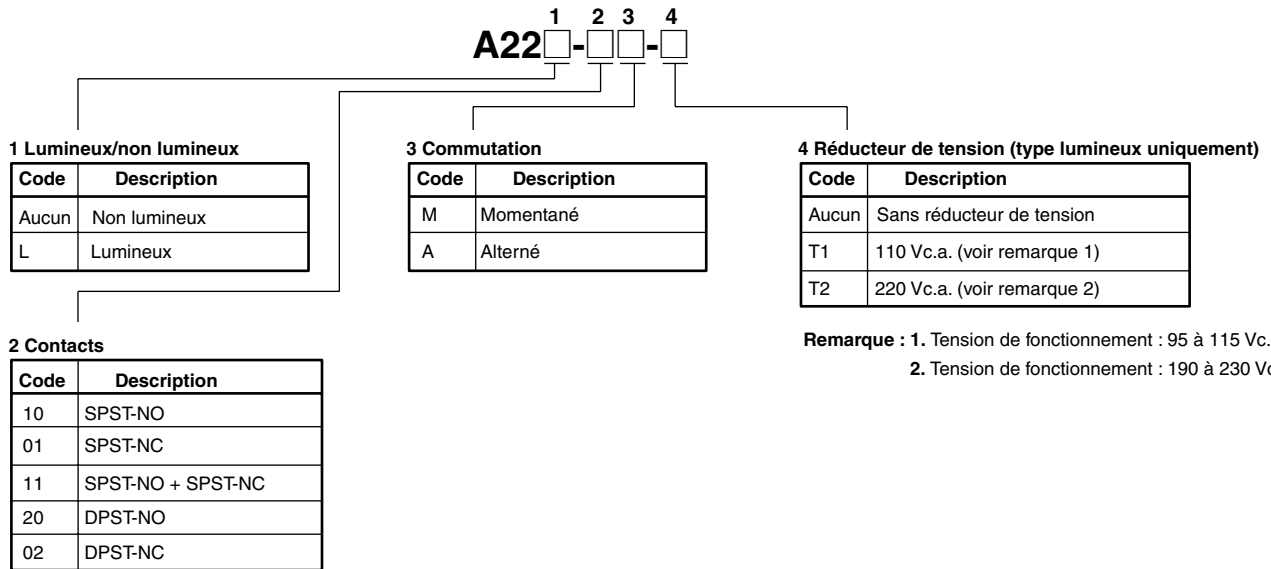 1 2 3 4
A22□-□□-□
1 Lumineux/non lumineux
Code Description
Aucun Non lumineux
L Lumineux
3 Commutation
Code Description
M Momentané
A Alterné
4 Réducteur de tension (type lumineux uniquement)
Code Description
Aucun Sans réducteur de tension
T1 110 Vc.a. (voir remarque 1)
T2 220 Vc.a. (voir remarque 2)
Remarque : 1. Tension de fonctionnement : 95 à 115 Vc.
2. Tension de fonctionnement : 190 à 230 Vc
2 Contacts
Code Description
10 SPST-NO
01 SPST-NC
11 SPST-NO + SPST-NC
20 DPST-NO
02 DPST-NC